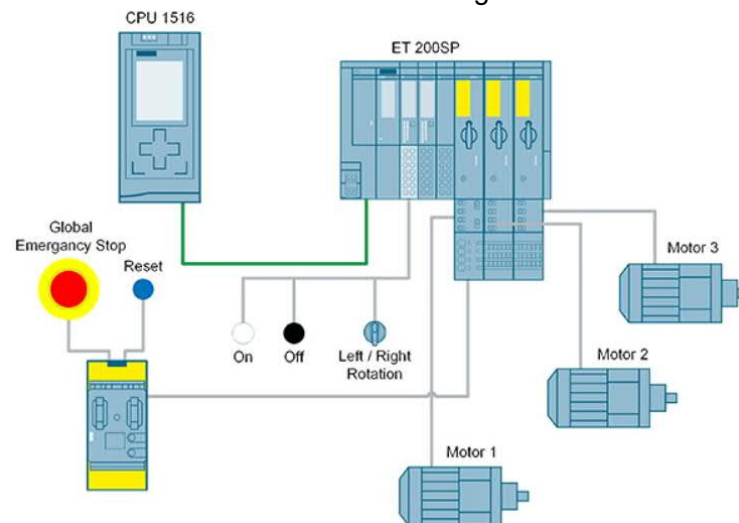 CPU 1516
ET 200SP
Global
Emergancy Stop
Reset
On
Off
Left / Right
Rotation
Motor 3
Motor 2
Motor 1